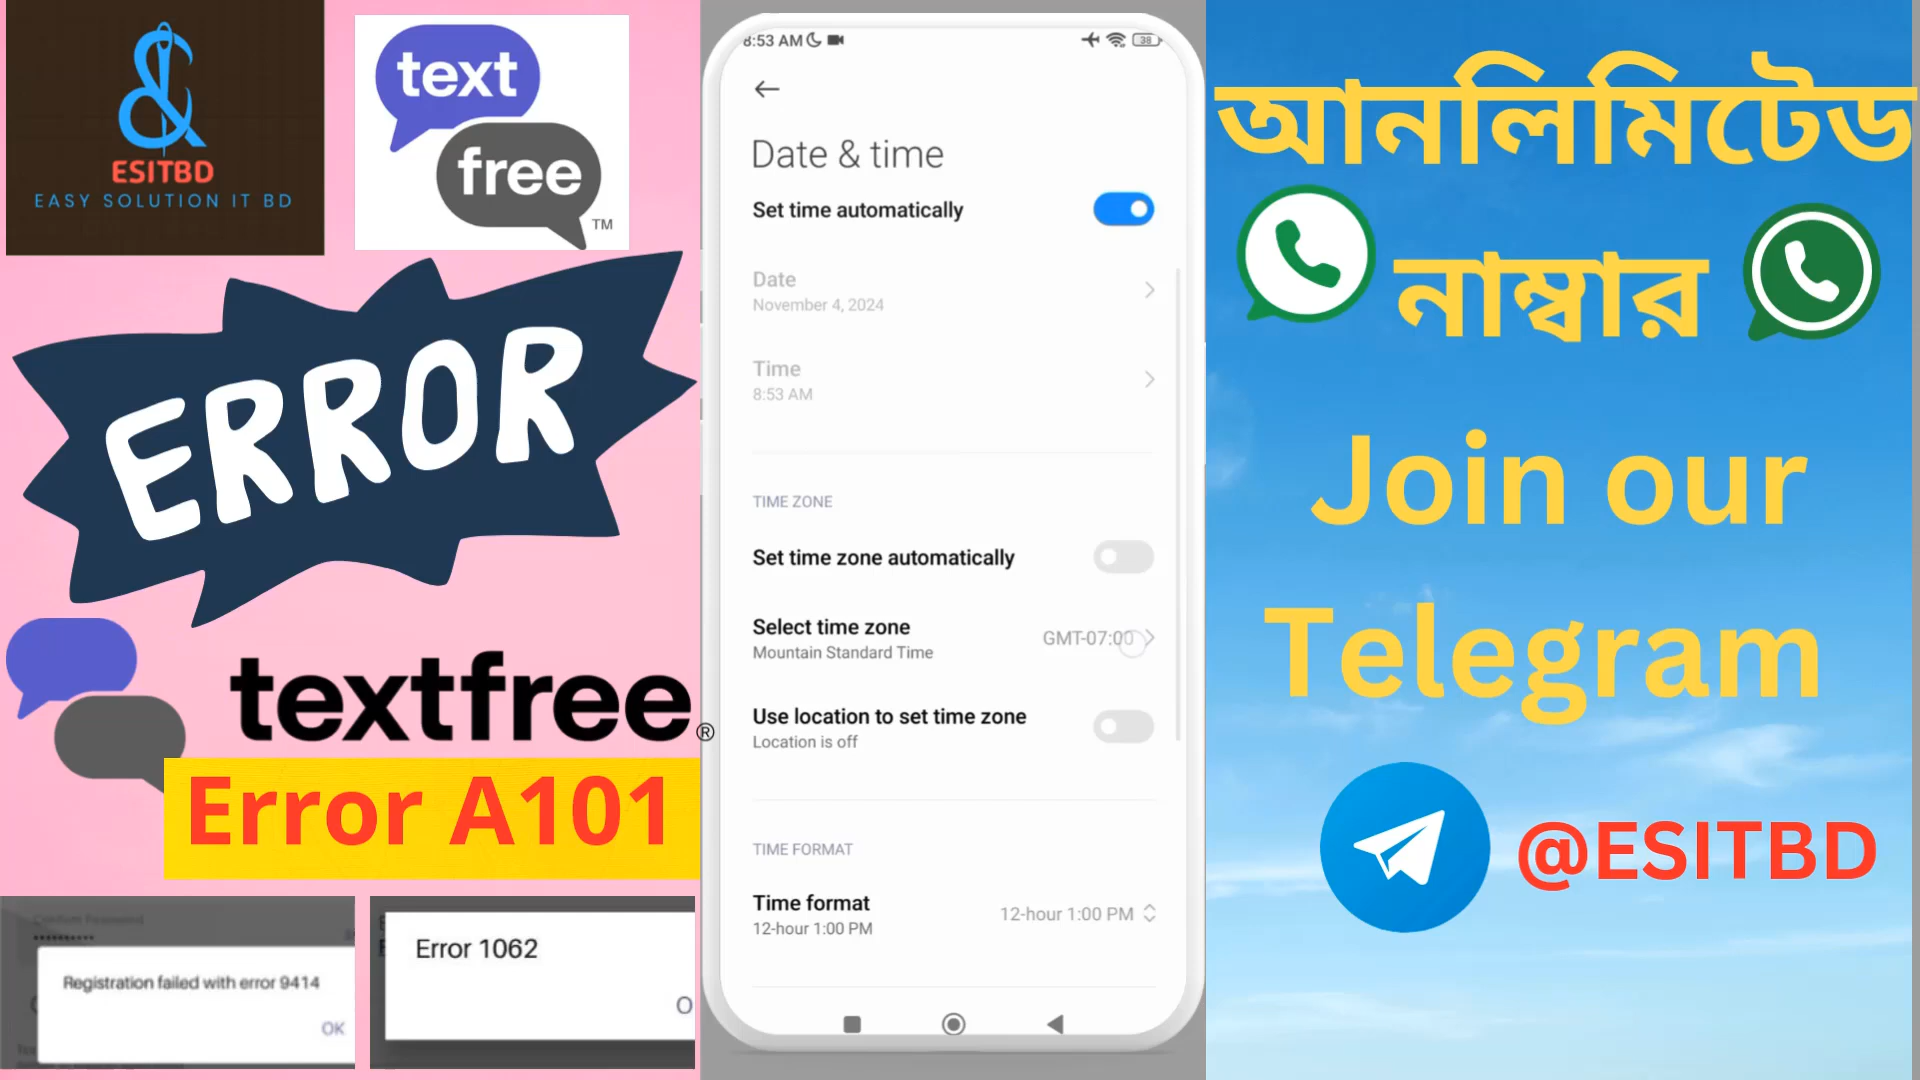 ESITBD
EASY SOLUTION IT BD
text
free
TM
ERROR
textfree®
Error A101
Confirm Password
Registration failed with error 9414
OK
Error 1062
8:53 AM
38
Date & time
Set time automatically
Date
November 4, 2024
Time
8:53 AM
TIME ZONE
Set time zone automatically
Select time zone
Mountain Standard Time
GMT-07:00
Use location to set time zone
Location is off
TIME FORMAT
Time format
12-hour 1:00 PM
12-hour 1:00 PM
আনলিমিটেড
নাম্বার
Join our
Telegram
@ESITBD